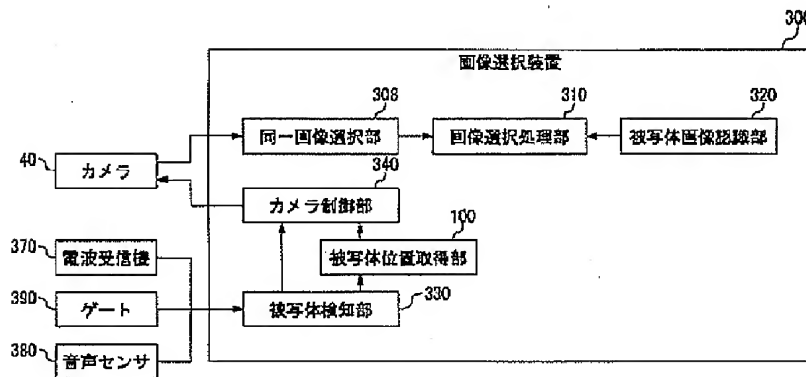 300
画像選択装置
308
310
320
同一画像選択部
画像選択処理部
被写体画像認識部
40
カメラ
340
カメラ制御部
100
370
電波受信機
被写体位置取得部
390
ゲート
被写体検知部
330
380
音声センサ